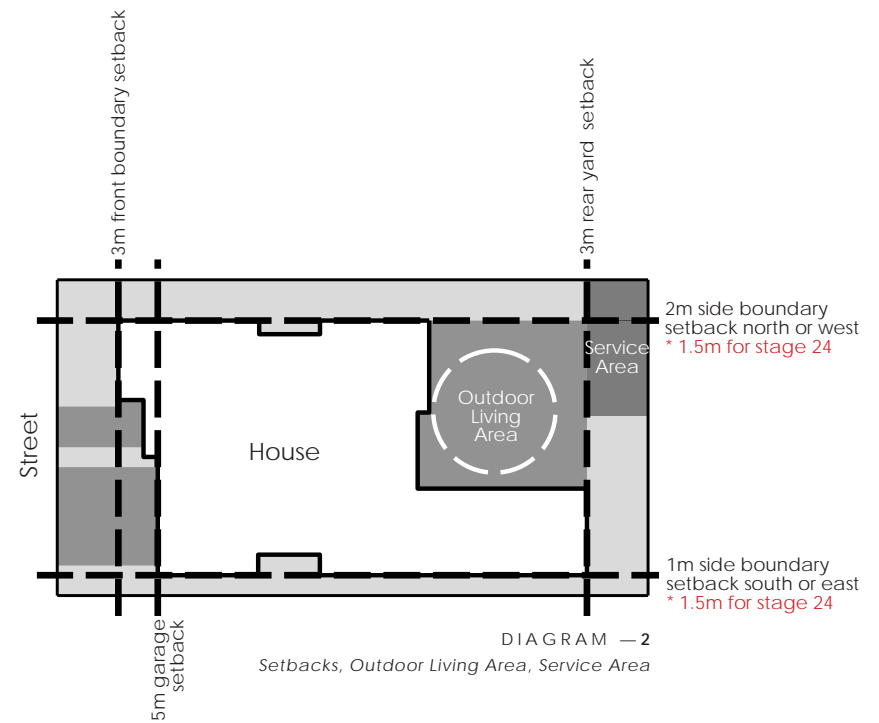 3m front boundary setback
3m rear yard setback
2m side boundary
setback north or west
* 1.5m for stage 24
Service
Area
Outdoor
Living
Area
House
Street
1m side boundary
setback south or east
* 1.5m for stage 24
5m garage
setback
DIAGRAM — 2
Setbacks, Outdoor Living Area, Service Area